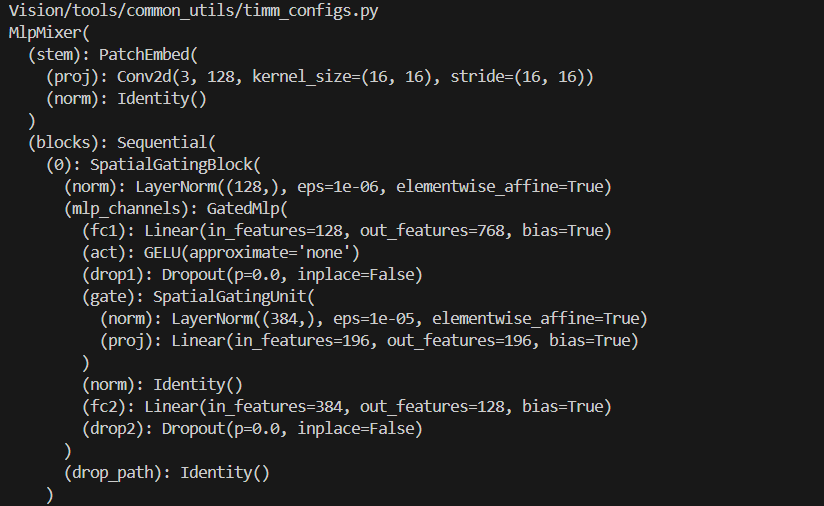 Vision/tools/common_utils/timm_configs.py
MlpMixer(
  (stem): PatchEmbed(
    (proj): Conv2d(3, 128, kernel_size=(16, 16), stride=(16, 16))
    (norm): Identity()
  )
  (blocks): Sequential(
    (0): SpatialGatingBlock(
      (norm): LayerNorm((128,), eps=1e-06, elementwise_affine=True)
      (mlp_channels): GatedMlp(
        (fc1): Linear(in_features=128, out_features=768, bias=True)
        (act): GELU(approximate='none')
        (drop1): Dropout(p=0.0, inplace=False)
        (gate): SpatialGatingUnit(
          (norm): LayerNorm((384,), eps=1e-05, elementwise_affine=True)
          (proj): Linear(in_features=196, out_features=196, bias=True)
        )
        (norm): Identity()
        (fc2): Linear(in_features=384, out_features=128, bias=True)
        (drop2): Dropout(p=0.0, inplace=False)
      )
      (drop_path): Identity()
    )